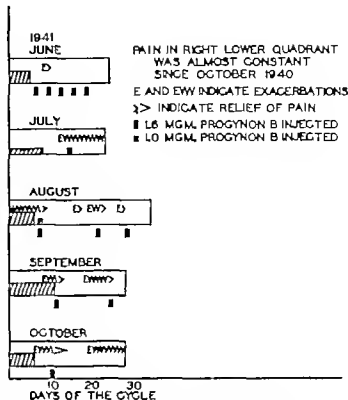 1941
JUNE
PAIN IN RIGHT LOWER QUADRANT
WAS ALMOST CONSTANT
SINCE OCTOBER 1940
E AND EW INDICATE EXACERBATIONS
INDICATE RELIEF OF PAIN
1.6 MGM. PROGYNON B INJECTED
1.0 MGM. PROGYNON B INJECTED
JULY
AUGUST
SEPTEMBER
OCTOBER
0 10 20 30
DAYS OF THE CYCLE